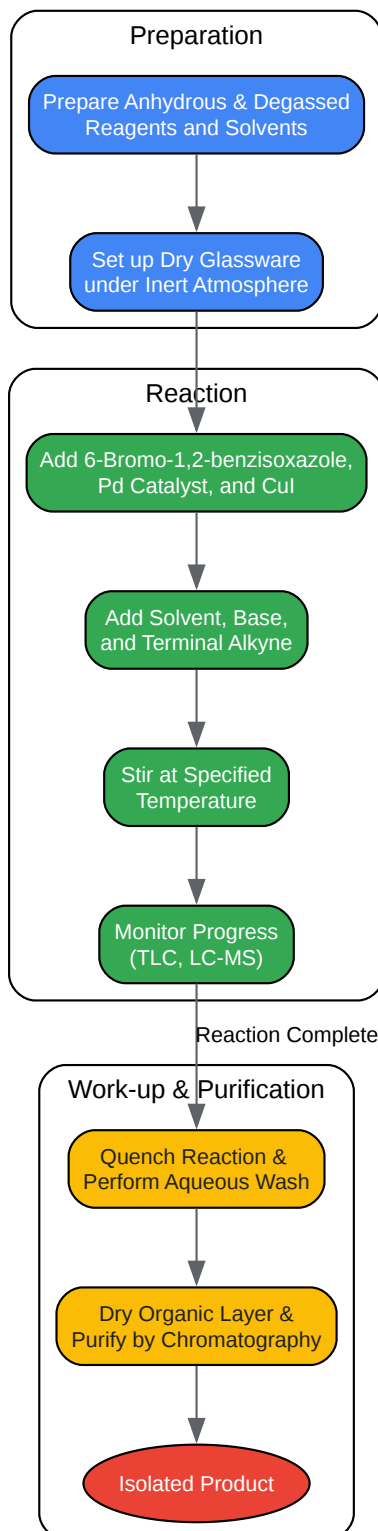 Preparation
Prepare Anhydrous & Degassed
Reagents and Solvents
Set up Dry Glassware
under Inert Atmosphere
Reaction
Add 6-Bromo-1,2-benzisoxazole,
Pd Catalyst, and CuI
Add Solvent, Base,
and Terminal Alkyne
Stir at Specified
Temperature
Monitor Progress
(TLC, LC-MS)
Reaction Complete
Work-up & Purification
Quench Reaction &
Perform Aqueous Wash
Dry Organic Layer &
Purify by Chromatography
Isolated Product